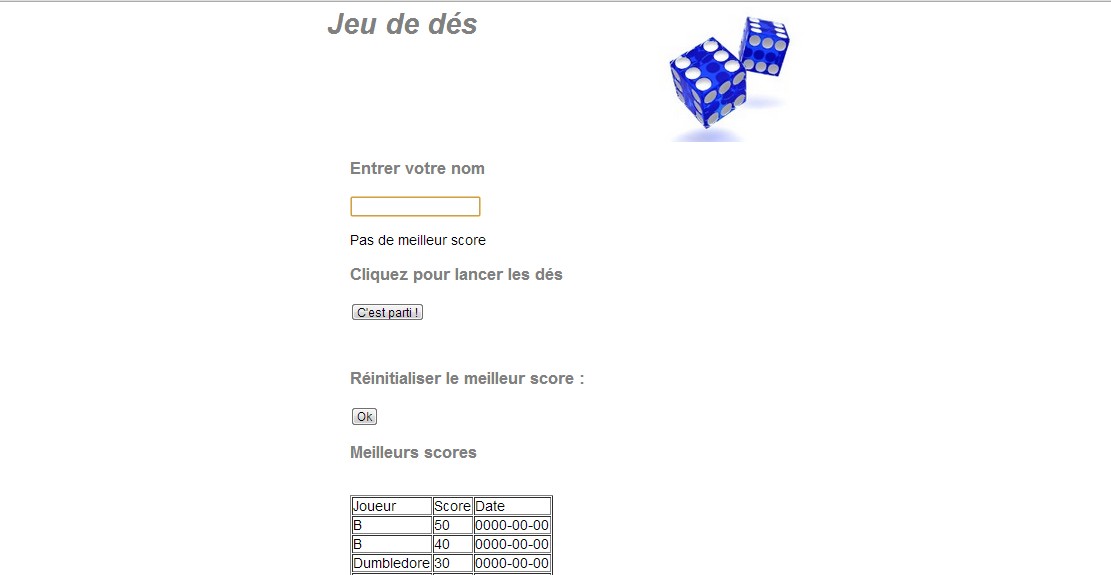 Jeu de dés
Entrer votre nom
Pas de meilleur score
Cliquez pour lancer les dés
C'est parti !
Réinitialiser le meilleur score :
Ok
Meilleurs scores
Joueur Score Date
B 50 0000-00-00
B 40 0000-00-00
Dumbledore 30 0000-00-00